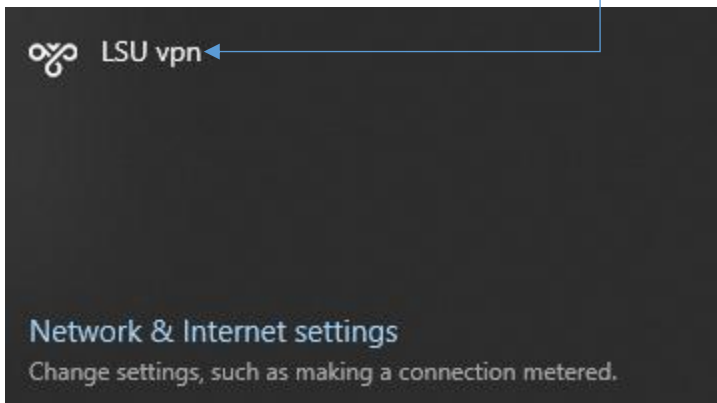 LSU vpn
Network & Internet settings
Change settings, such as making a connection metered.